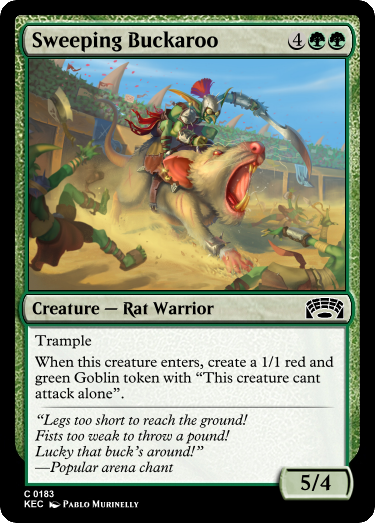 Sweeping Buckaroo 4
Creature — Rat Warrior
Trample
When this creature enters, create a 1/1 red and
green Goblin token with “This creature cant
attack alone”.
“Legs too short to reach the ground!
Fists too weak to throw a pound!
Lucky that buck's around!”
—Popular arena chant
5/4
C 0183
KEC Pablo Murinelly